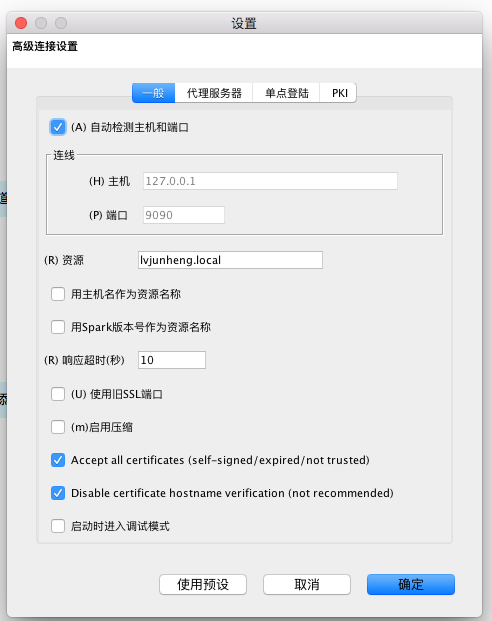 设置
高级连接设置
一般 代理服务器 单点登陆 PKI
(A) 自动检测主机和端口
连线
(H) 主机 127.0.0.1
(P) 端口 9090
(R) 资源 lvjunheng.local
用主机名作为资源名称
用Spark版本号作为资源名称
(R) 响应超时(秒) 10
(U) 使用旧SSL端口
(m)启用压缩
Accept all certificates (self-signed/expired/not trusted)
Disable certificate hostname verification (not recommended)
启动时进入调试模式
使用预设 取消 确定